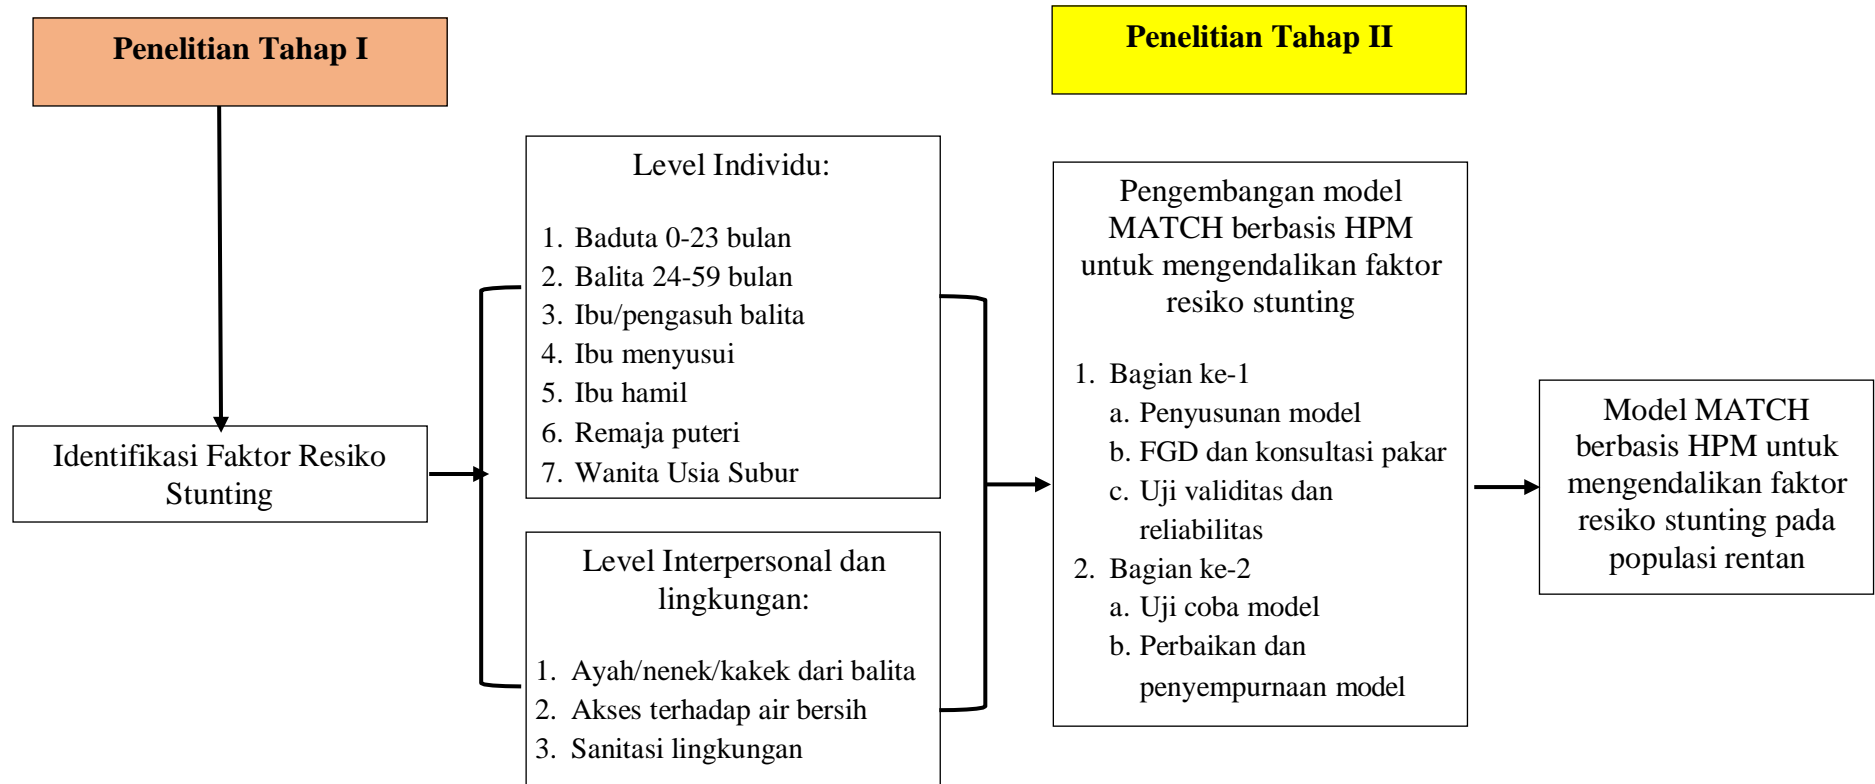 Penelitian Tahap I
Penelitian Tahap II
Identifikasi Faktor Resiko
Stunting
Level Individu:
1. Baduta 0-23 bulan
2. Balita 24-59 bulan
3. Ibu/pengasuh balita
4. Ibu menyusui
5. Ibu hamil
6. Remaja puteri
7. Wanita Usia Subur
Level Interpersonal dan
lingkungan:
1. Ayah/nenek/kakek dari balita
2. Akses terhadap air bersih
3. Sanitasi lingkungan
Pengembangan model
MATCH berbasis HPM
untuk mengendalikan faktor
resiko stunting
1. Bagian ke-1
a. Penyusunan model
b. FGD dan konsultasi pakar
c. Uji validitas dan
reliabilitas
2. Bagian ke-2
a. Uji coba model
b. Perbaikan dan
penyempurnaan model
Model MATCH
berbasis HPM untuk
mengendalikan faktor
resiko stunting pada
populasi rentan